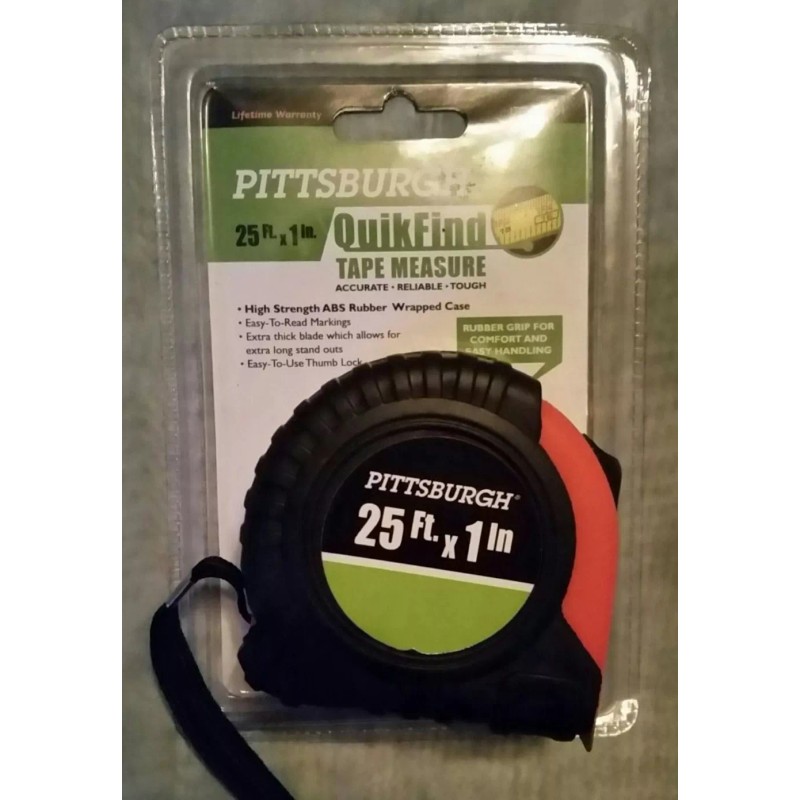 Lifetime Warranty
PITTSBURGH
25 Ft. x 1 In. QuikFind
TAPE MEASURE
ACCURATE • RELIABLE • TOUGH
• High Strength ABS Rubber Wrapped Case
• Easy-To-Read Markings
• Extra thick blade which allows for
extra long stand outs
• Easy-To-Use Thumb Lock
RUBBER GRIP FOR
COMFORT AND
EASY HANDLING
PITTSBURGH®
25 Ft. x 1 In